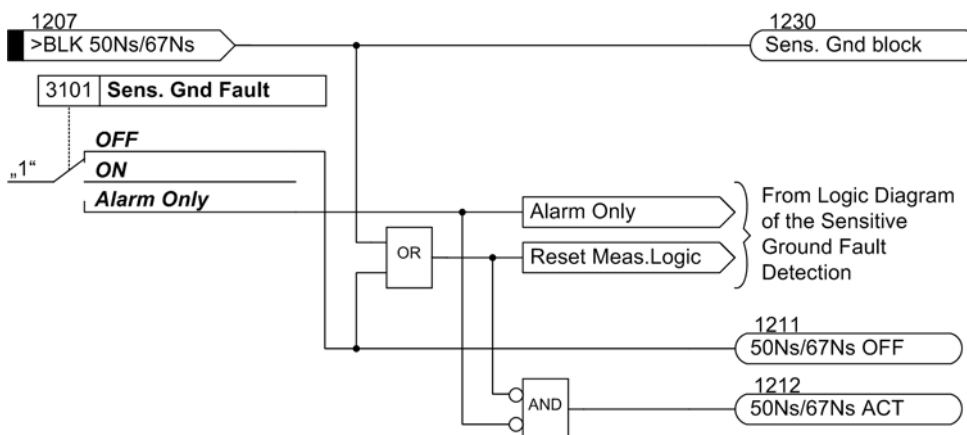 1207
>BLK 50Ns/67Ns
1230
Sens. Gnd block
3101 Sens. Gnd Fault
„1“
OFF
ON
Alarm Only
Alarm Only
OR
Reset Meas.Logic
From Logic Diagram
of the Sensitive
Ground Fault
Detection
1211
50Ns/67Ns OFF
1212
AND
50Ns/67Ns ACT